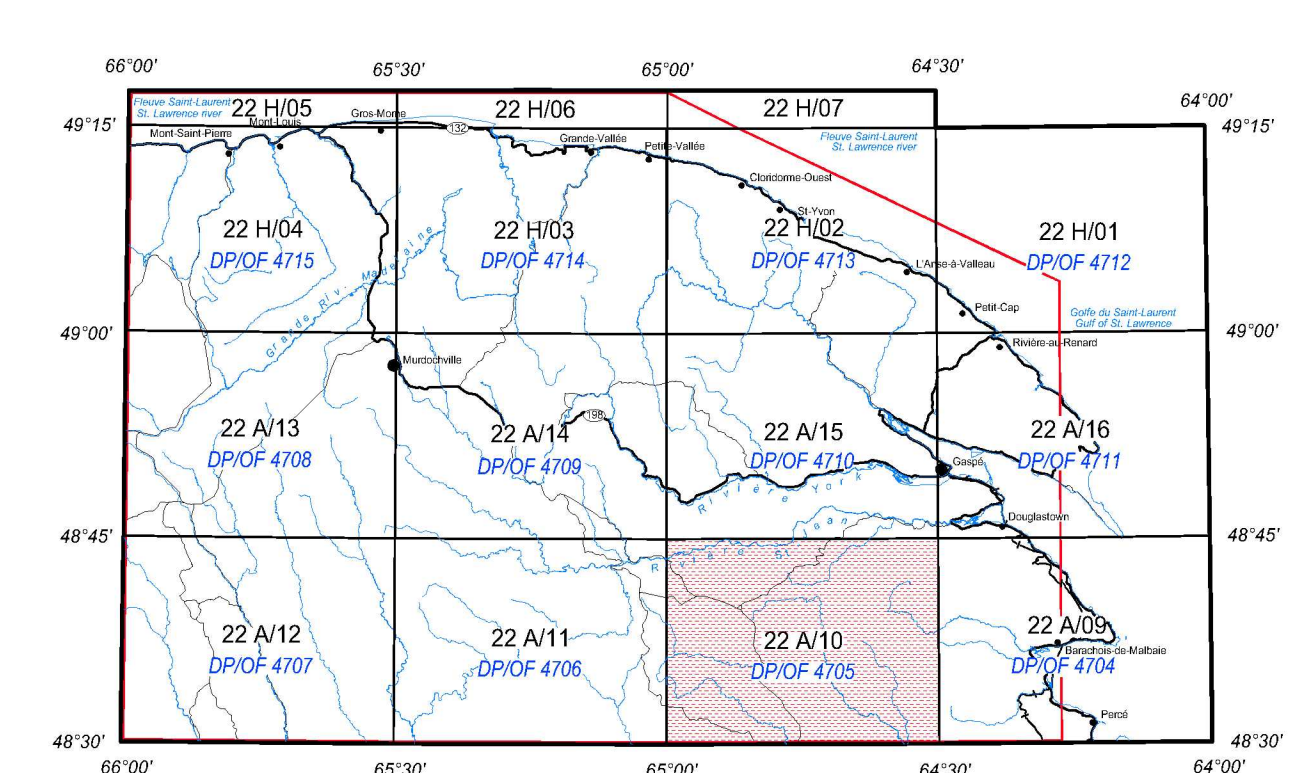 66°00' 65°30' 65°00' 64°30'
64°00'
Fleuve Saint-Laurent
St. Lawrence river
22 H/05 22 H/06 22 H/07
49°15' 49°15'
Mont-Saint-Pierre
Mont-Louis
Gros-Morne
132
Grande-Vallée
Petite-Vallée
Fleuve Saint-Laurent
St. Lawrence river
Cloridorme-Ouest
St-Yvon
22 H/04 22 H/03 22 H/02 22 H/01
DP/OF 4715 DP/OF 4714 DP/OF 4713 DP/OF 4712
Grande Riv. Madelaine
L'Anse-à-Valleau
Petit-Cap
Golfe du Saint-Laurent
Gulf of St. Lawrence
49°00' 49°00'
Rivière-au-Renard
Murdochville
198
22 A/13 22 A/14 22 A/15 22 A/16
DP/OF 4708 DP/OF 4709 DP/OF 4710 DP/OF 4711
Gaspé
Rivière York
Douglastown
48°45' 48°45'
Rivière St Jean
22 A/12 22 A/11 22 A/10 22 A/09
DP/OF 4707 DP/OF 4706 DP/OF 4705 DP/OF 4704
Barachois-de-Malbaie
Percé
48°30' 48°30'
66°00' 65°30' 65°00' 64°30' 64°00'